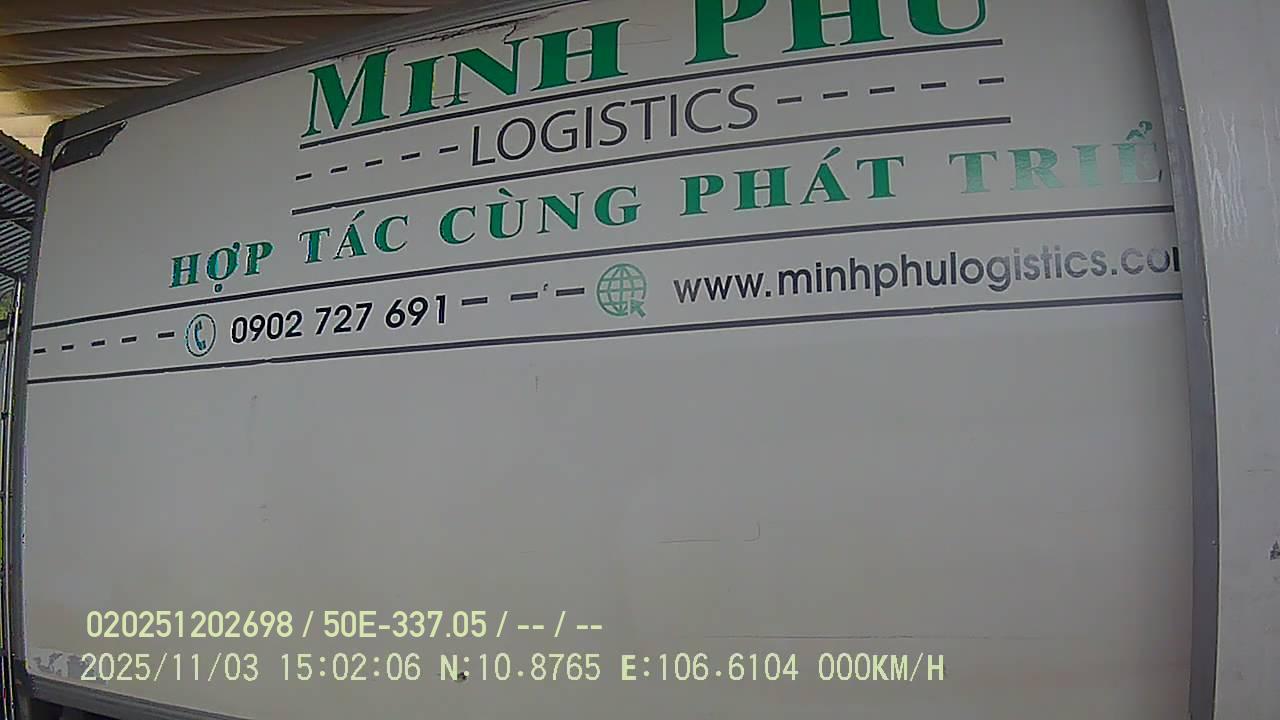 MINH PHÚ
LOGISTICS
HỢP TÁC CÙNG PHÁT TRIỂ
0902 727 691
www.minhphulogistics.co
020251202698 / 50E-337.05 / -- / --
2025/11/03 15:02:06 N:10.8765 E:106.6104 000KM/H